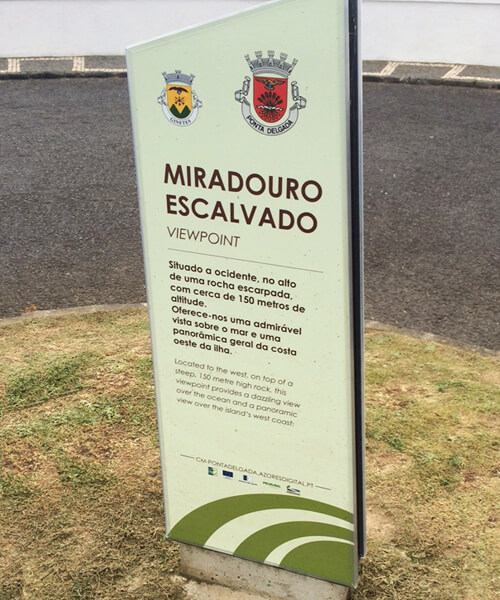 GINETES
PONTA DELGADA
MIRADOURO
ESCALVADO
VIEWPOINT
Situado a ocidente, no alto
de uma rocha escarpada,
com cerca de 150 metros de
altitude.
Oferece-nos uma admirável
vista sobre o mar e uma
panorâmica geral da costa
oeste da ilha.
Located to the west, on top of a
steep, 150 metre high rock, this
viewpoint provides a dazzling view
over the ocean and a panoramic
view over the island's west coast.
CM-PONTADELGADA.AZORESDIGITAL.PT